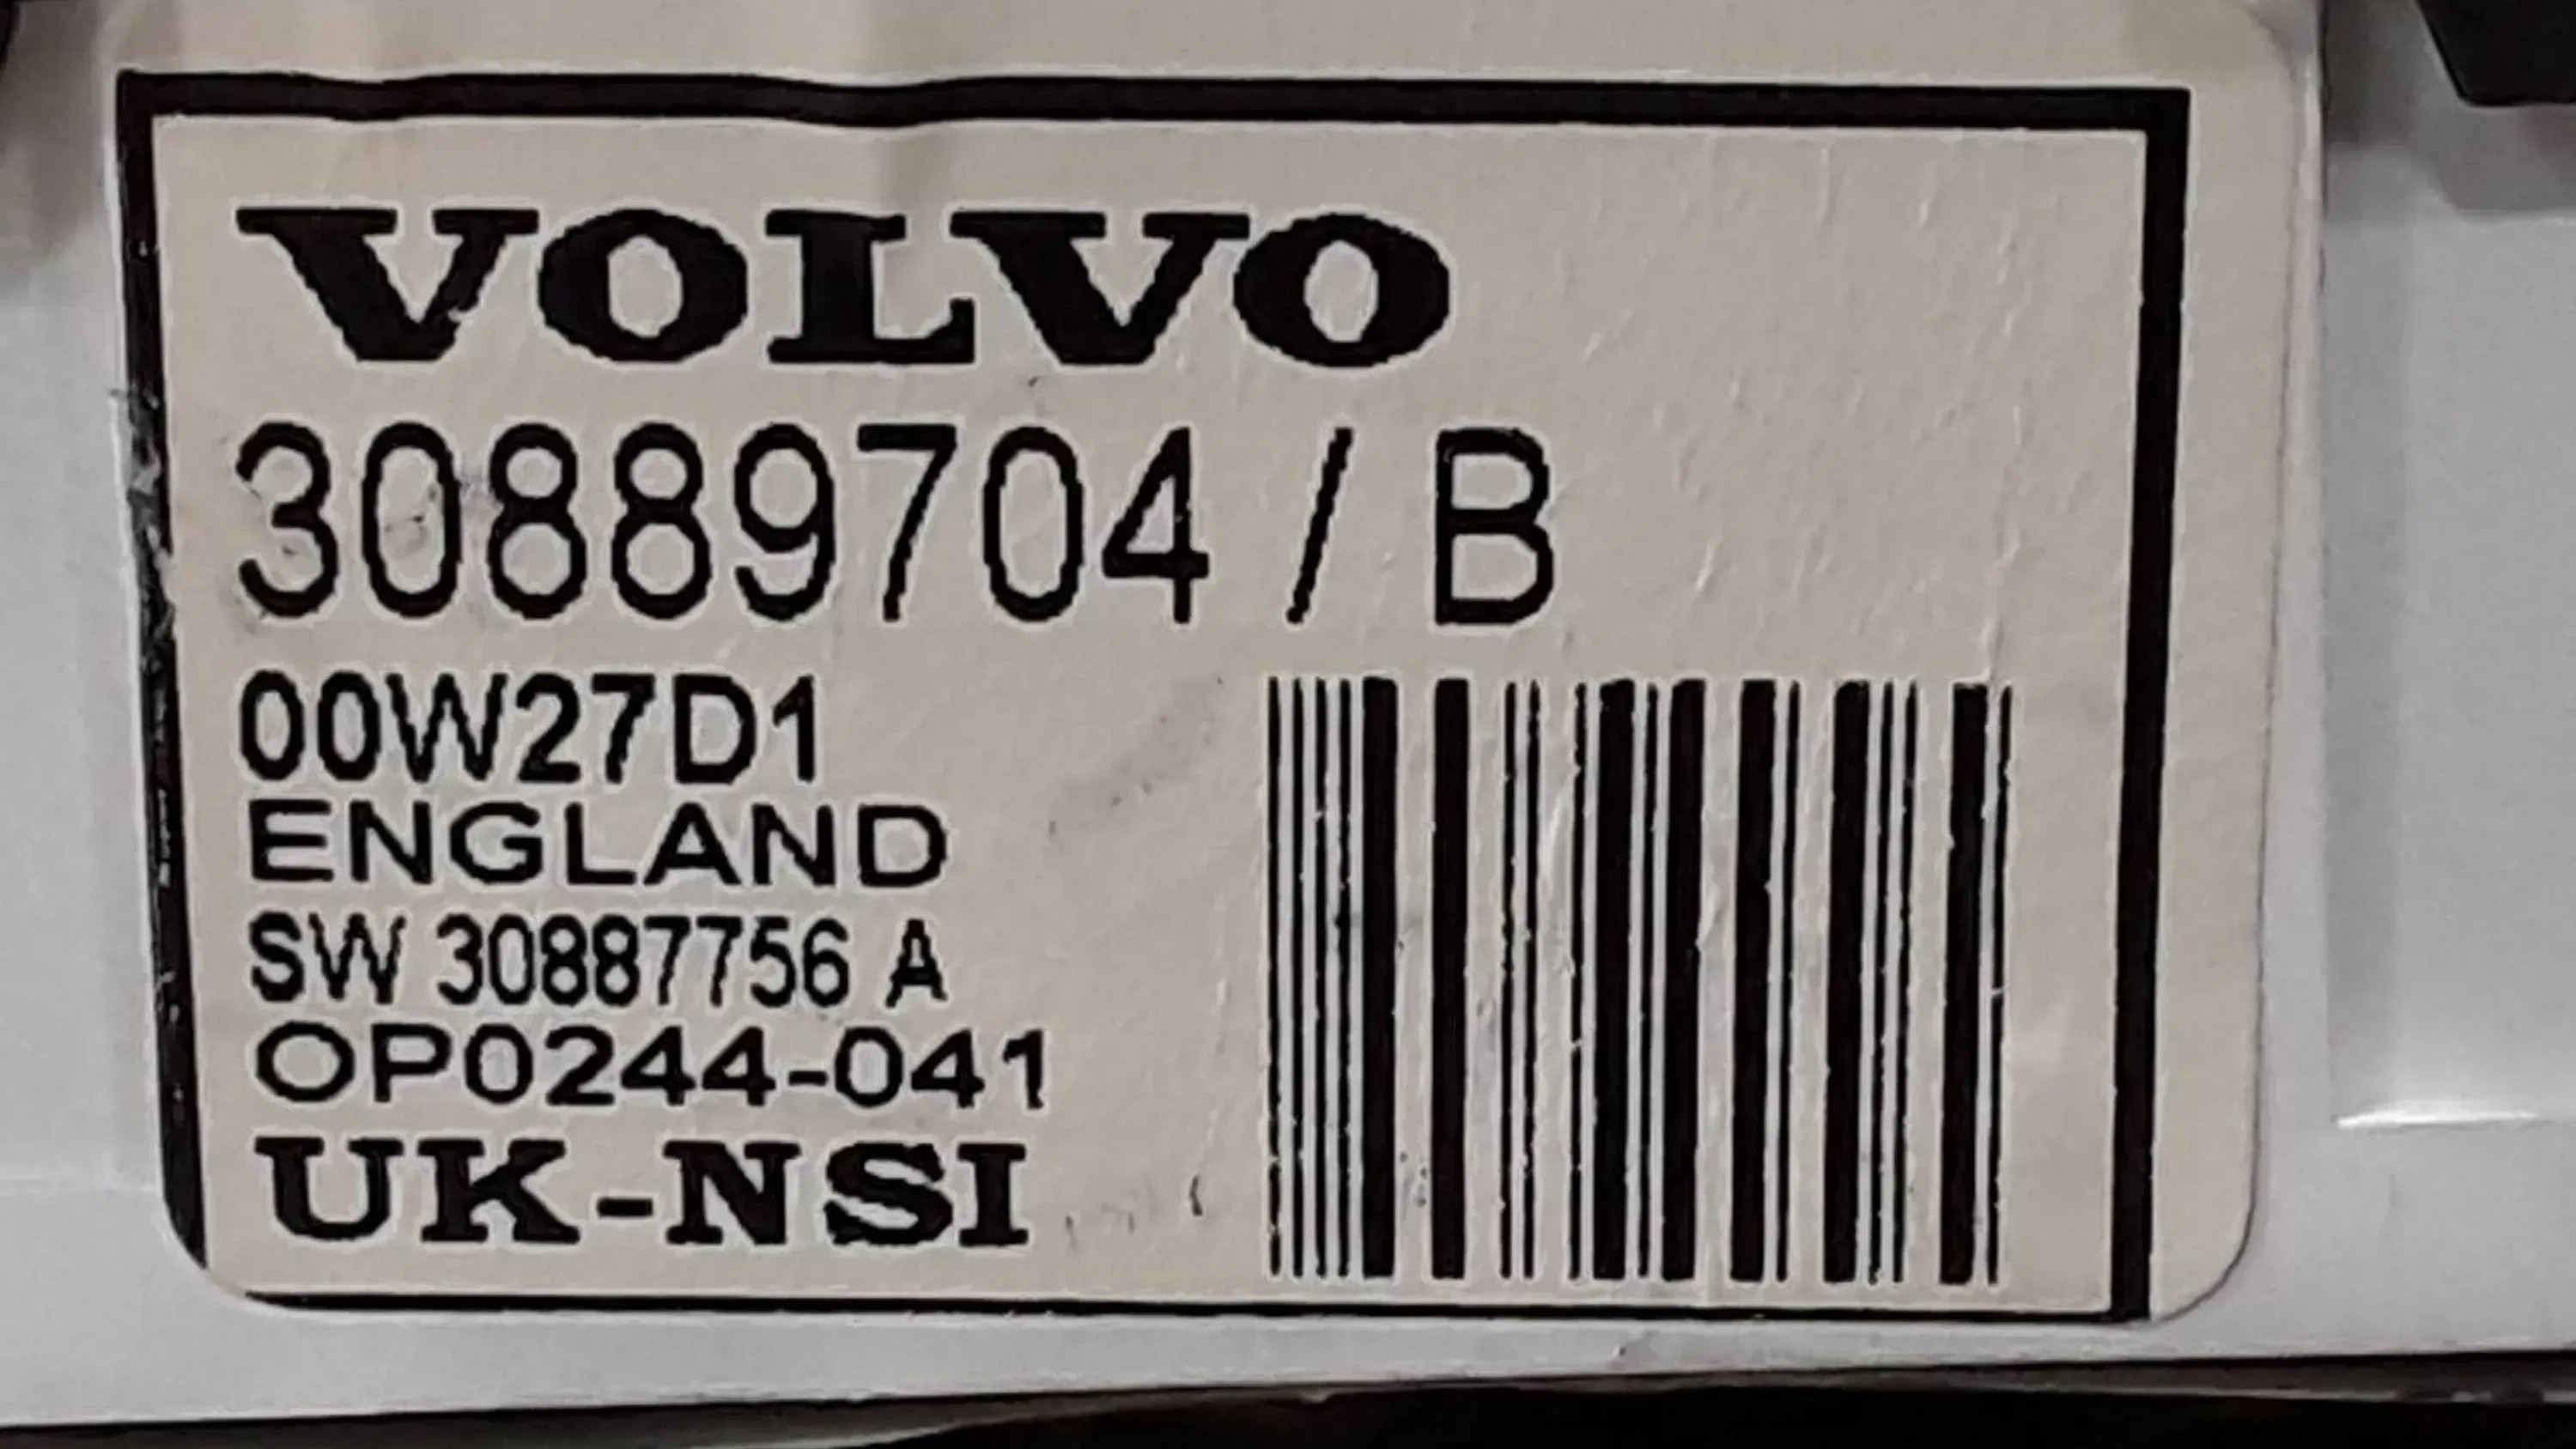 VOLVO
30889704 / B
00W27D1
ENGLAND
SW 30887756 A
OP0244-041
UK-NSI